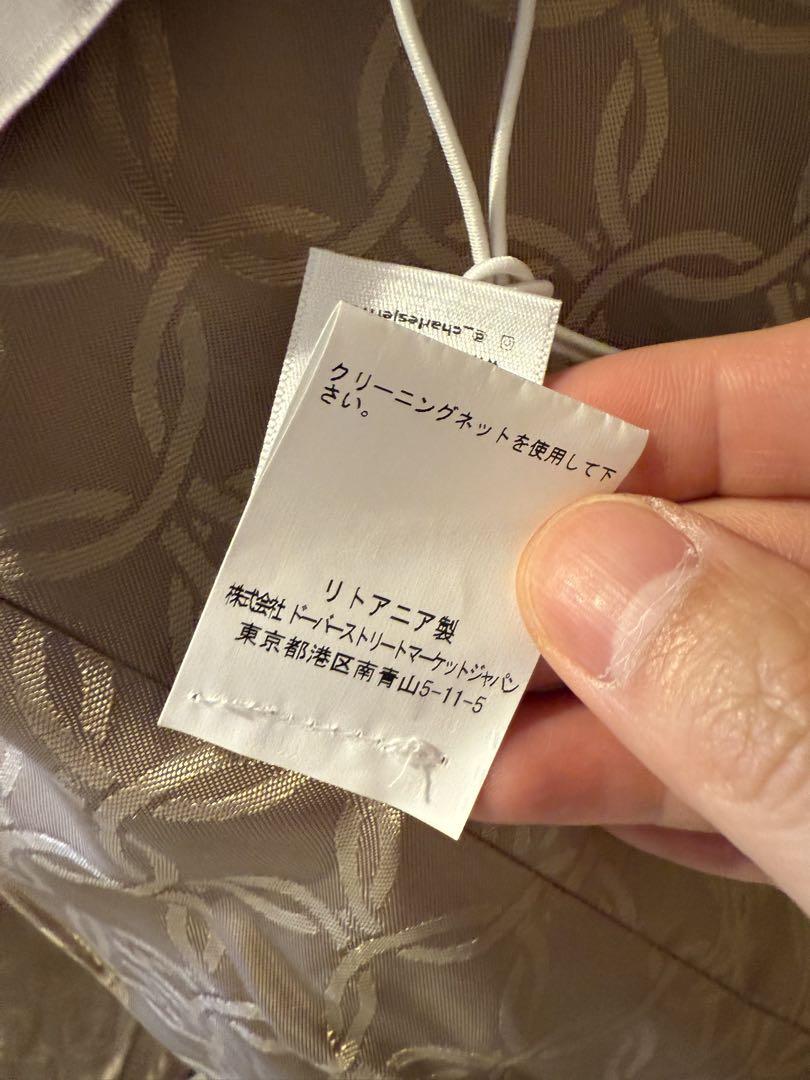 クリーニングネットを使用して下
さい。
リトアニア製
株式会社 ドーバーストリートマーケットジャパン
東京都港区南青山5-11-5